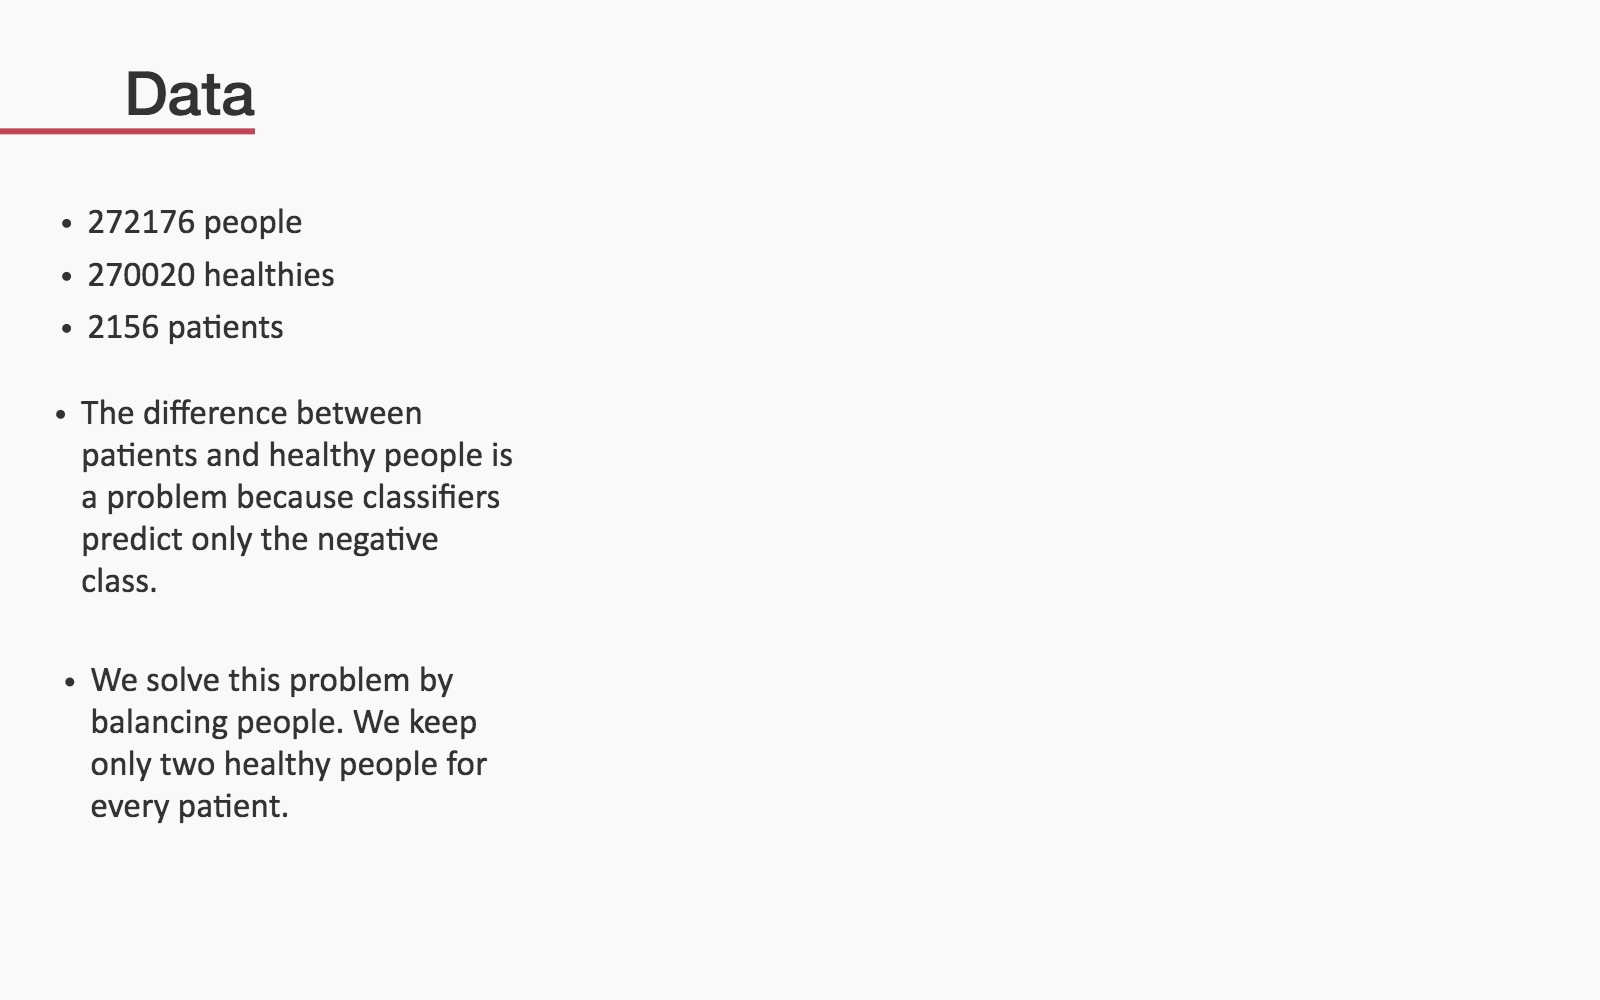 Data
• 272176 people
• 270020 healthies
• 2156 patients
• The difference between
patients and healthy people is
a problem because classifiers
predict only the negative
class.
• We solve this problem by
balancing people. We keep
only two healthy people for
every patient.